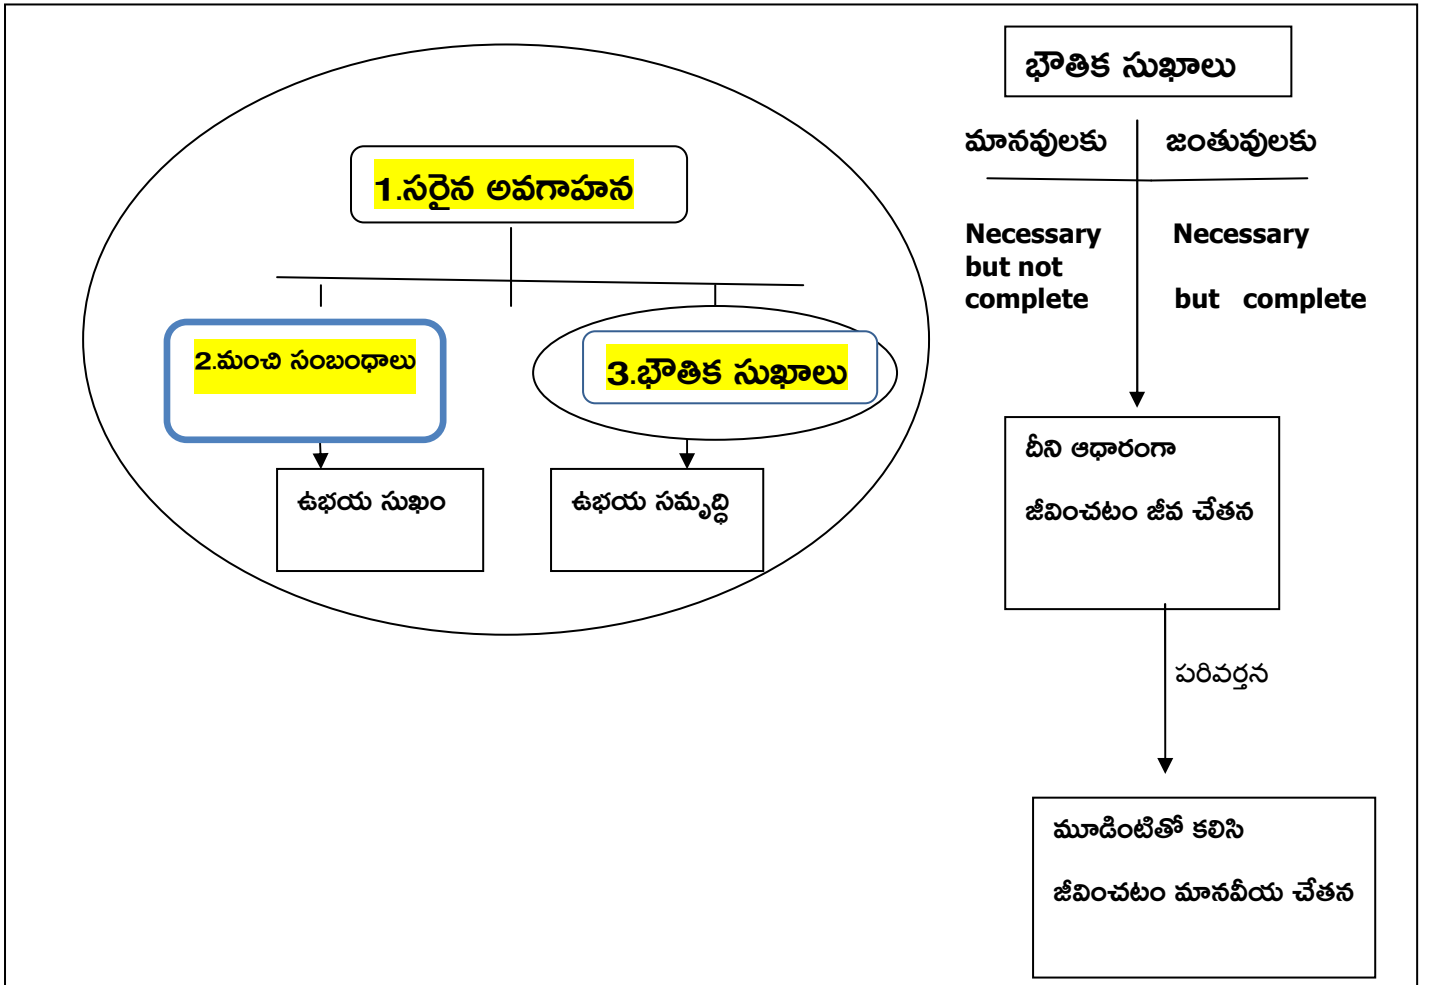 1.సరైన అవగాహన
2.మంచి సంబంధాలు
3.భౌతిక సుఖాలు
ఉభయ సుఖం
ఉభయ సమృద్ధి
భౌతిక సుఖాలు
మానవులకు
జంతువులకు
Necessary
but not
complete
Necessary
but complete
దీని ఆధారంగా
జీవించటం జీవ చేతన
పరివర్తన
మూడింటితో కలిసి
జీవించటం మానవీయ చేతన